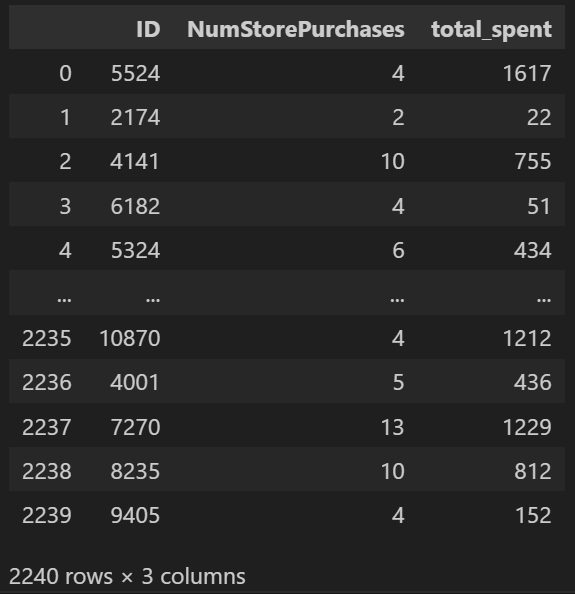 ID NumStorePurchases total_spent
0 5524 4 1617
1 2174 2 22
2 4141 10 755
3 6182 4 51
4 5324 6 434
... ... ... ...
2235 10870 4 1212
2236 4001 5 436
2237 7270 13 1229
2238 8235 10 812
2239 9405 4 152
2240 rows × 3 columns